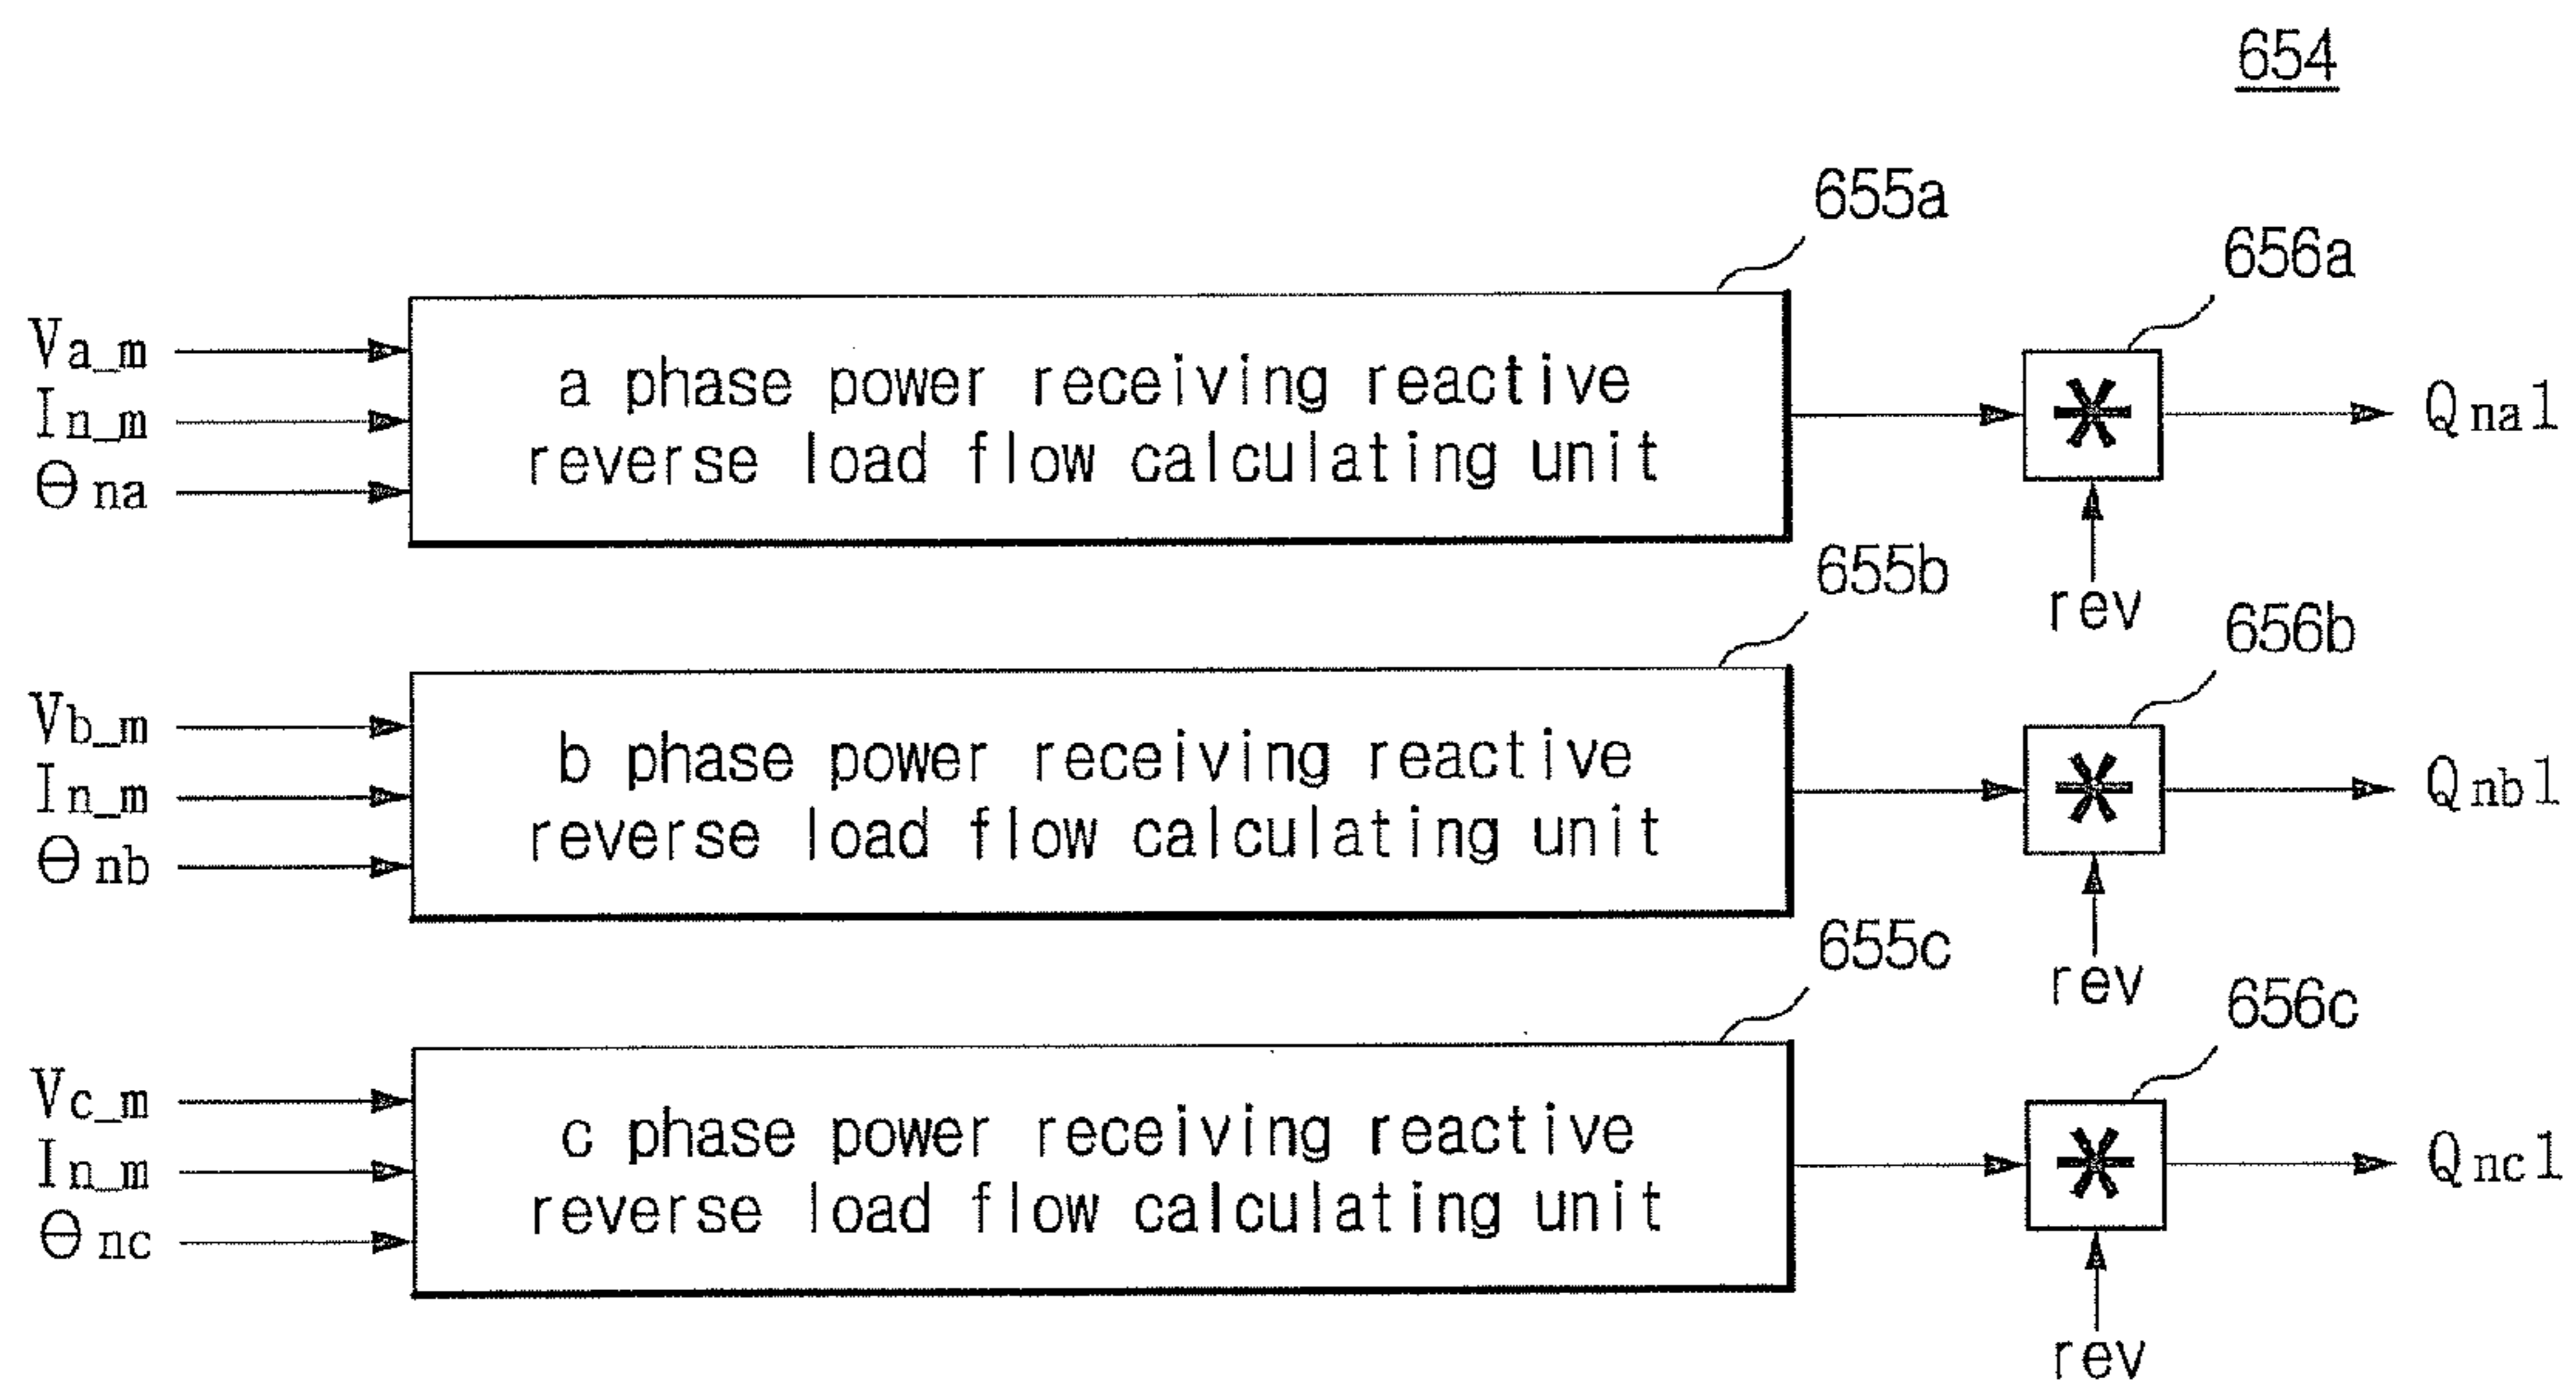 654
655a
656a
Va_m
In_m
Θna
a phase power receiving reactive
reverse load flow calculating unit
*
Qna1
rev
655b
656b
Vb_m
In_m
Θnb
b phase power receiving reactive
reverse load flow calculating unit
*
Qnb1
rev
655c
656c
Vc_m
In_m
Θnc
c phase power receiving reactive
reverse load flow calculating unit
*
Qnc1
rev